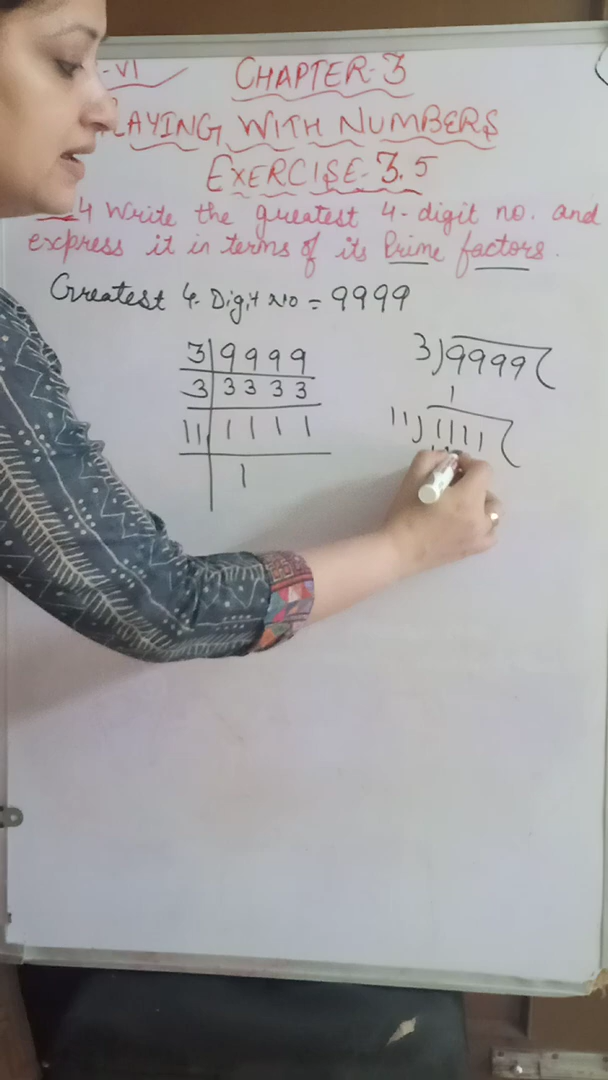 -VI CHAPTER-3
LAYING WITH NUMBERS
EXERCISE-3.5
4 Write the greatest 4-digit no. and
express it in terms of its Prime factors.
Greatest 4-Digit No = 9999
3 | 9999
3 | 3333
11 | 1111
1
3)9999(
1
11)1111(